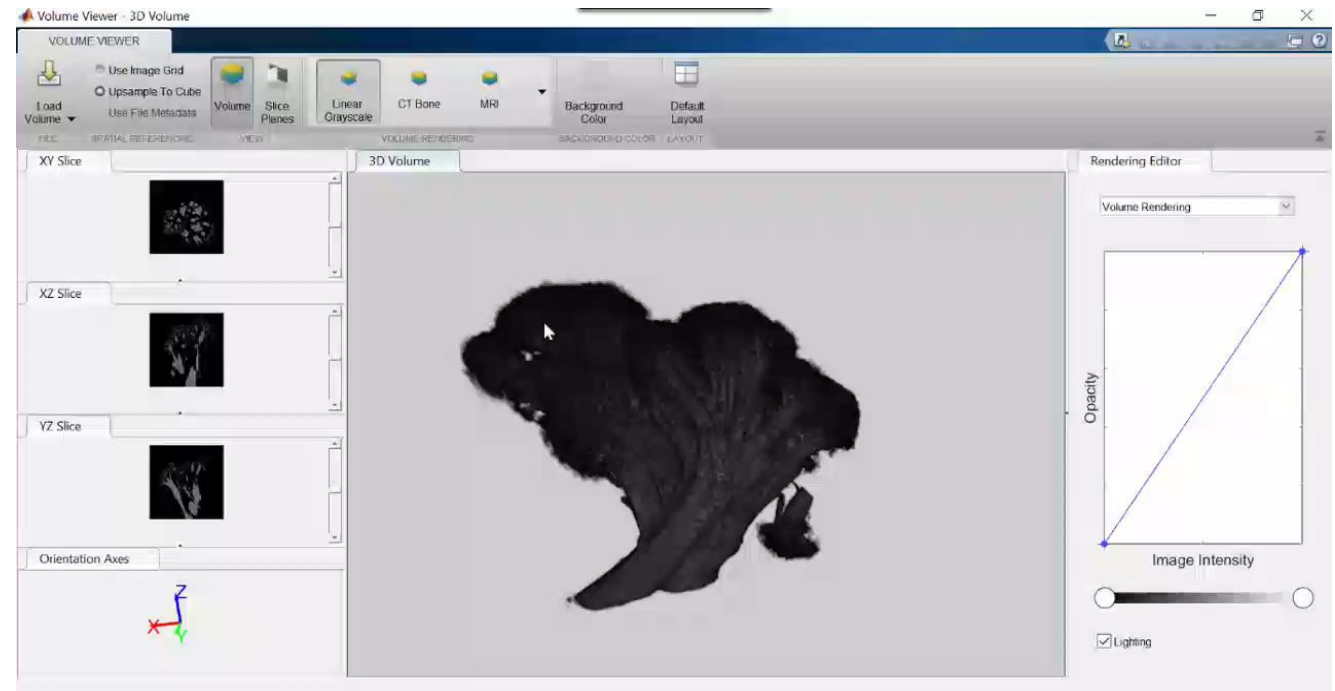 Volume Viewer - 3D Volume
VOLUME VIEWER
Load
Volume
Use Image Grid
Upsample To Cube
Use File Metadata
Volume
Slice
Planes
Linear
Grayscale
CT Bone
MRI
Background
Color
Default
Layout
FILE
SPATIAL REFERENCING
VIEW
VOLUME RENDERING
BACKGROUND COLOR
LAYOUT
XY Slice
XZ Slice
YZ Slice
Orientation Axes
Z
X
Y
3D Volume
Rendering Editor
Volume Rendering
Opacity
Image Intensity
Lighting